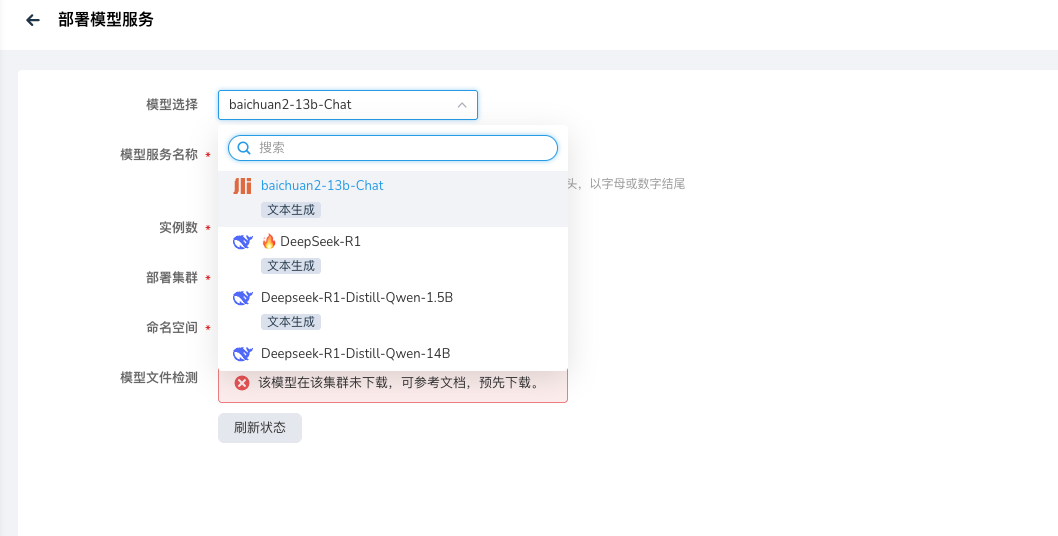 部署模型服务
模型选择
baichuan2-13b-Chat
搜索
模型服务名称 *
baichuan2-13b-Chat
头，以字母或数字结尾
文本生成
实例数 *
🔥 DeepSeek-R1
文本生成
部署集群 *
Deepseek-R1-Distill-Qwen-1.5B
文本生成
命名空间 *
Deepseek-R1-Distill-Qwen-14B
模型文件检测
该模型在该集群未下载，可参考文档，预先下载。
刷新状态